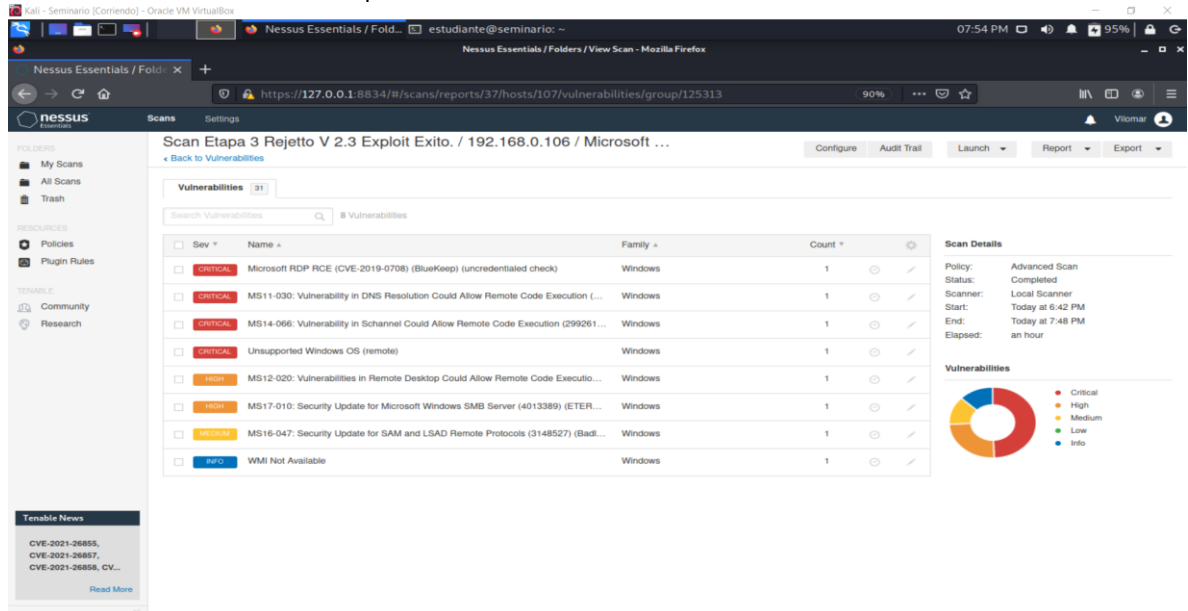 Kali - Seminario [Corriendo] - Oracle VM VirtualBox
Nessus Essentials / Fold... estudiante@seminario: ~ 07:54 PM 95%
Nessus Essentials / Folders / View Scan - Mozilla Firefox
Nessus Essentials / Folde
https://127.0.0.1:8834/#/scans/reports/37/hosts/107/vulnerabilities/group/125313 90%
nessus Essentials Scans Settings Vilomar
FOLDERS
My Scans
All Scans
Trash
RESOURCES
Policies
Plugin Rules
TENABLE
Community
Research
Tenable News
CVE-2021-26855,
CVE-2021-26857,
CVE-2021-26858, CV...
Read More
Scan Etapa 3 Rejetto V 2.3 Exploit Exito. / 192.168.0.106 / Microsoft ...
< Back to Vulnerabilities
Configure Audit Trail Launch Report Export
Vulnerabilities 31
Search Vulnerabilities 8 Vulnerabilities
Sev Name Family Count
CRITICAL Microsoft RDP RCE (CVE-2019-0708) (BlueKeep) (uncredentialed check) Windows 1
CRITICAL MS11-030: Vulnerability in DNS Resolution Could Allow Remote Code Execution (... Windows 1
CRITICAL MS14-066: Vulnerability in Schannel Could Allow Remote Code Execution (299261... Windows 1
CRITICAL Unsupported Windows OS (remote) Windows 1
HIGH MS12-020: Vulnerabilities in Remote Desktop Could Allow Remote Code Executio... Windows 1
HIGH MS17-010: Security Update for Microsoft Windows SMB Server (4013389) (ETER... Windows 1
MEDIUM MS16-047: Security Update for SAM and LSAD Remote Protocols (3148527) (Badl... Windows 1
INFO WMI Not Available Windows 1
Scan Details
Policy: Advanced Scan
Status: Completed
Scanner: Local Scanner
Start: Today at 6:42 PM
End: Today at 7:48 PM
Elapsed: an hour
Vulnerabilities
Critical
High
Medium
Low
Info